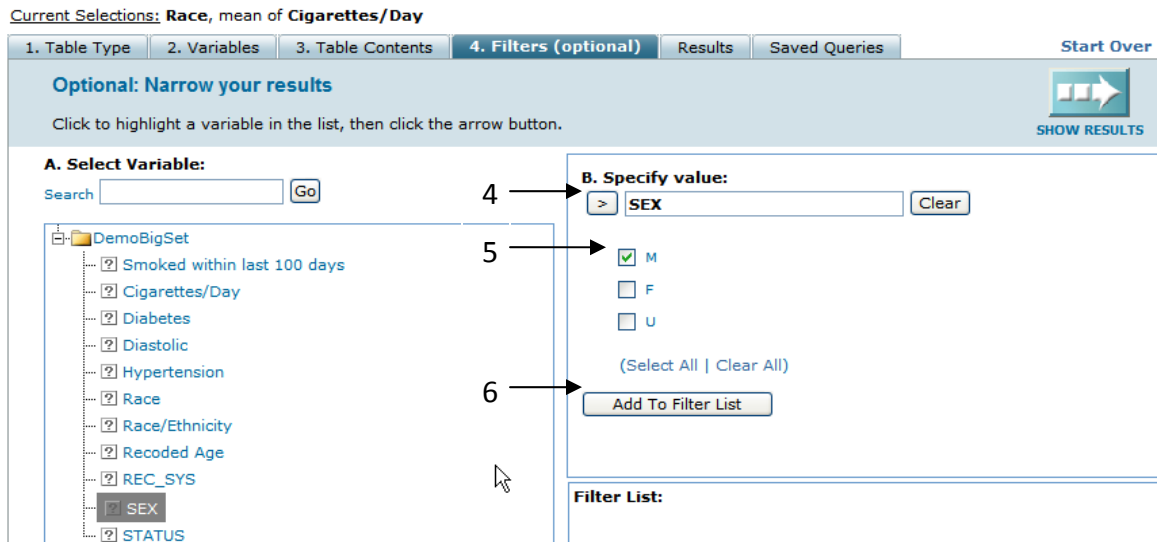 Current Selections: Race, mean of Cigarettes/Day
1. Table Type 2. Variables 3. Table Contents 4. Filters (optional) Results Saved Queries Start Over
Optional: Narrow your results
Click to highlight a variable in the list, then click the arrow button.
SHOW RESULTS
A. Select Variable:
Search Go
DemoBigSet
? Smoked within last 100 days
? Cigarettes/Day
? Diabetes
? Diastolic
? Hypertension
? Race
? Race/Ethnicity
? Recoded Age
? REC_SYS
? SEX
? STATUS
B. Specify value:
4 > SEX Clear
5 M
F
U
(Select All | Clear All)
6 Add To Filter List
Filter List: